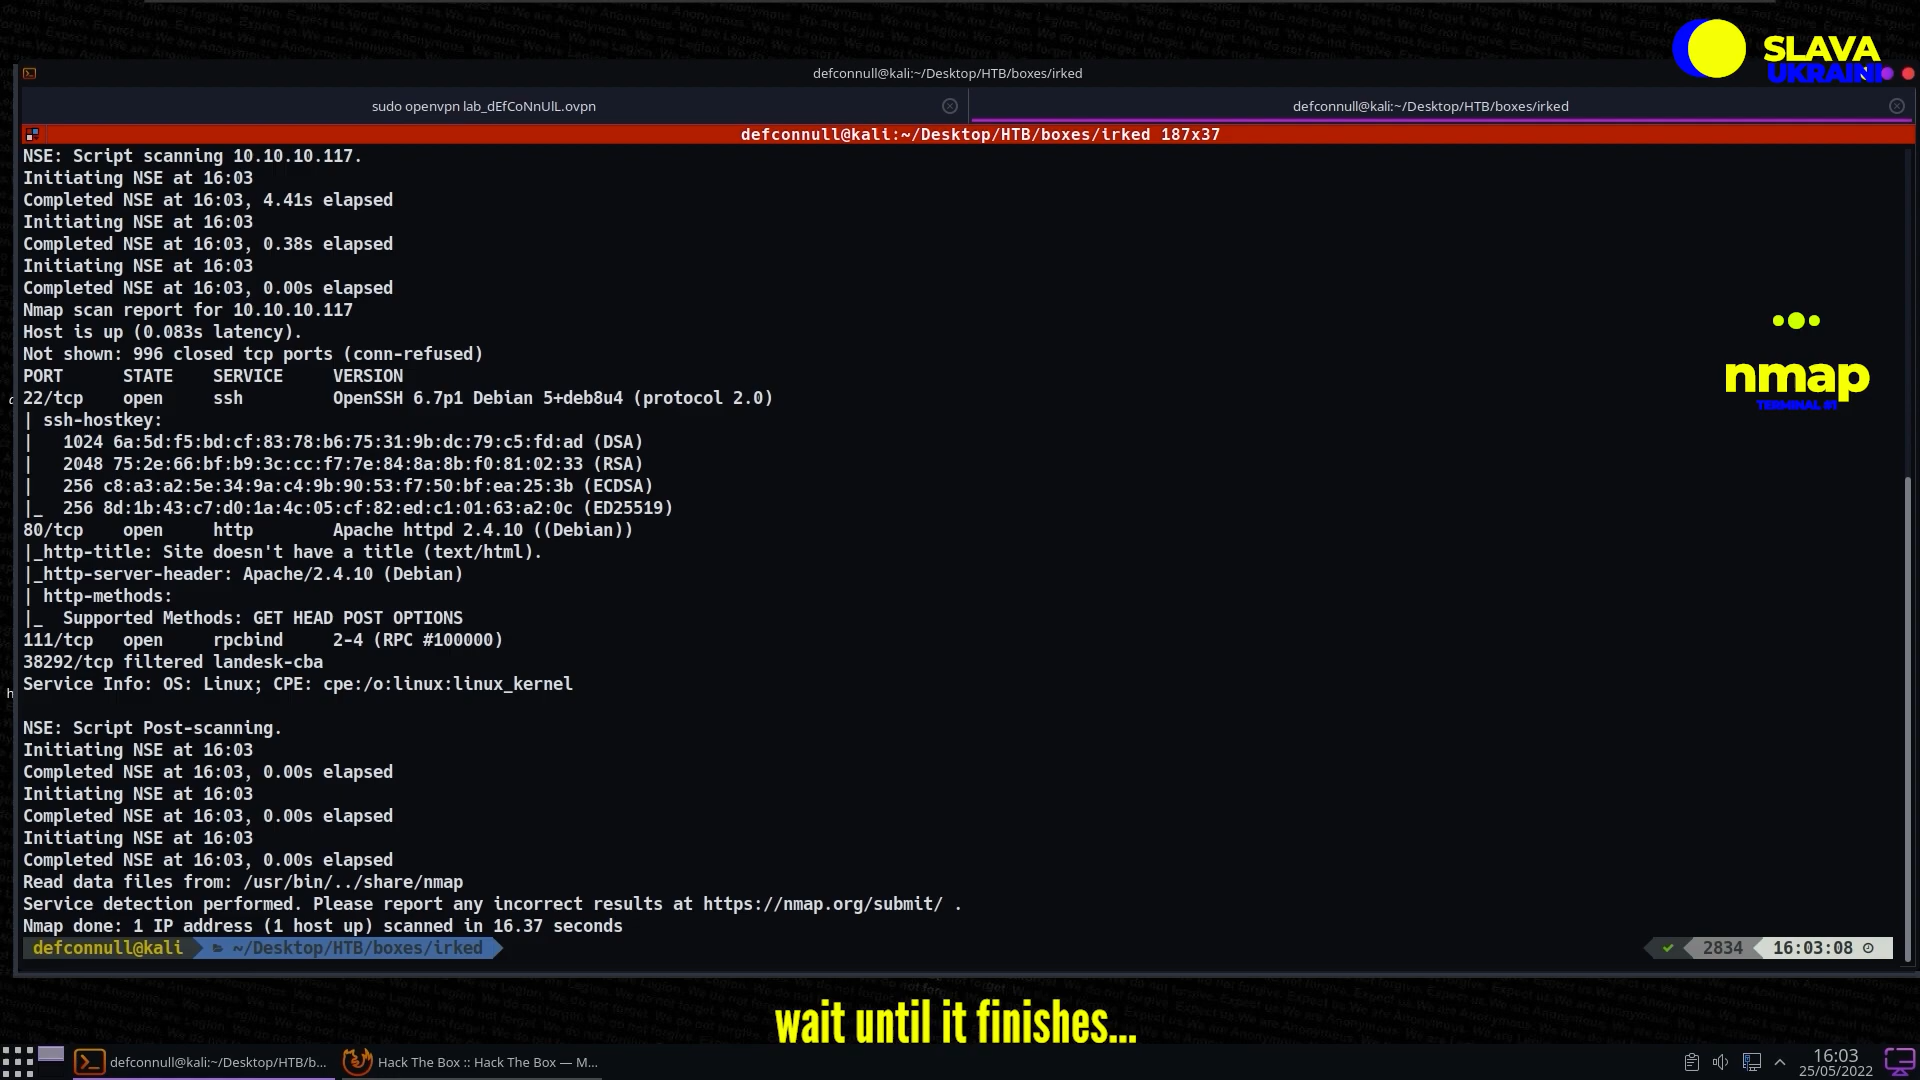 SLAVA
UKRAINI
defconnull@kali:~/Desktop/HTB/boxes/irked
sudo openvpn lab_dEfCoNnUlL.ovpn
defconnull@kali:~/Desktop/HTB/boxes/irked
defconnull@kali:~/Desktop/HTB/boxes/irked 187x37
NSE: Script scanning 10.10.10.117.
Initiating NSE at 16:03
Completed NSE at 16:03, 4.41s elapsed
Initiating NSE at 16:03
Completed NSE at 16:03, 0.38s elapsed
Initiating NSE at 16:03
Completed NSE at 16:03, 0.00s elapsed
Nmap scan report for 10.10.10.117
Host is up (0.083s latency).
Not shown: 996 closed tcp ports (conn-refused)
PORT      STATE    SERVICE     VERSION
22/tcp    open     ssh         OpenSSH 6.7p1 Debian 5+deb8u4 (protocol 2.0)
| ssh-hostkey:
|   1024 6a:5d:f5:bd:cf:83:78:b6:75:31:9b:dc:79:c5:fd:ad (DSA)
|   2048 75:2e:66:bf:b9:3c:cc:f7:7e:84:8a:8b:f0:81:02:33 (RSA)
|   256 c8:a3:a2:5e:34:9a:c4:9b:90:53:f7:50:bf:ea:25:3b (ECDSA)
|_  256 8d:1b:43:c7:d0:1a:4c:05:cf:82:ed:c1:01:63:a2:0c (ED25519)
80/tcp    open     http        Apache httpd 2.4.10 ((Debian))
|_http-title: Site doesn't have a title (text/html).
|_http-server-header: Apache/2.4.10 (Debian)
| http-methods:
|_  Supported Methods: GET HEAD POST OPTIONS
111/tcp   open     rpcbind     2-4 (RPC #100000)
38292/tcp filtered landesk-cba
Service Info: OS: Linux; CPE: cpe:/o:linux:linux_kernel
NSE: Script Post-scanning.
Initiating NSE at 16:03
Completed NSE at 16:03, 0.00s elapsed
Initiating NSE at 16:03
Completed NSE at 16:03, 0.00s elapsed
Initiating NSE at 16:03
Completed NSE at 16:03, 0.00s elapsed
Read data files from: /usr/bin/../share/nmap
Service detection performed. Please report any incorrect results at https://nmap.org/submit/ .
Nmap done: 1 IP address (1 host up) scanned in 16.37 seconds
defconnull@kali ~/Desktop/HTB/boxes/irked 2834 16:03:08
nmap
TERMINAL #1
wait until it finishes...
defconnull@kali:~/Desktop/HTB/b...
Hack The Box :: Hack The Box — M...
16:03
25/05/2022